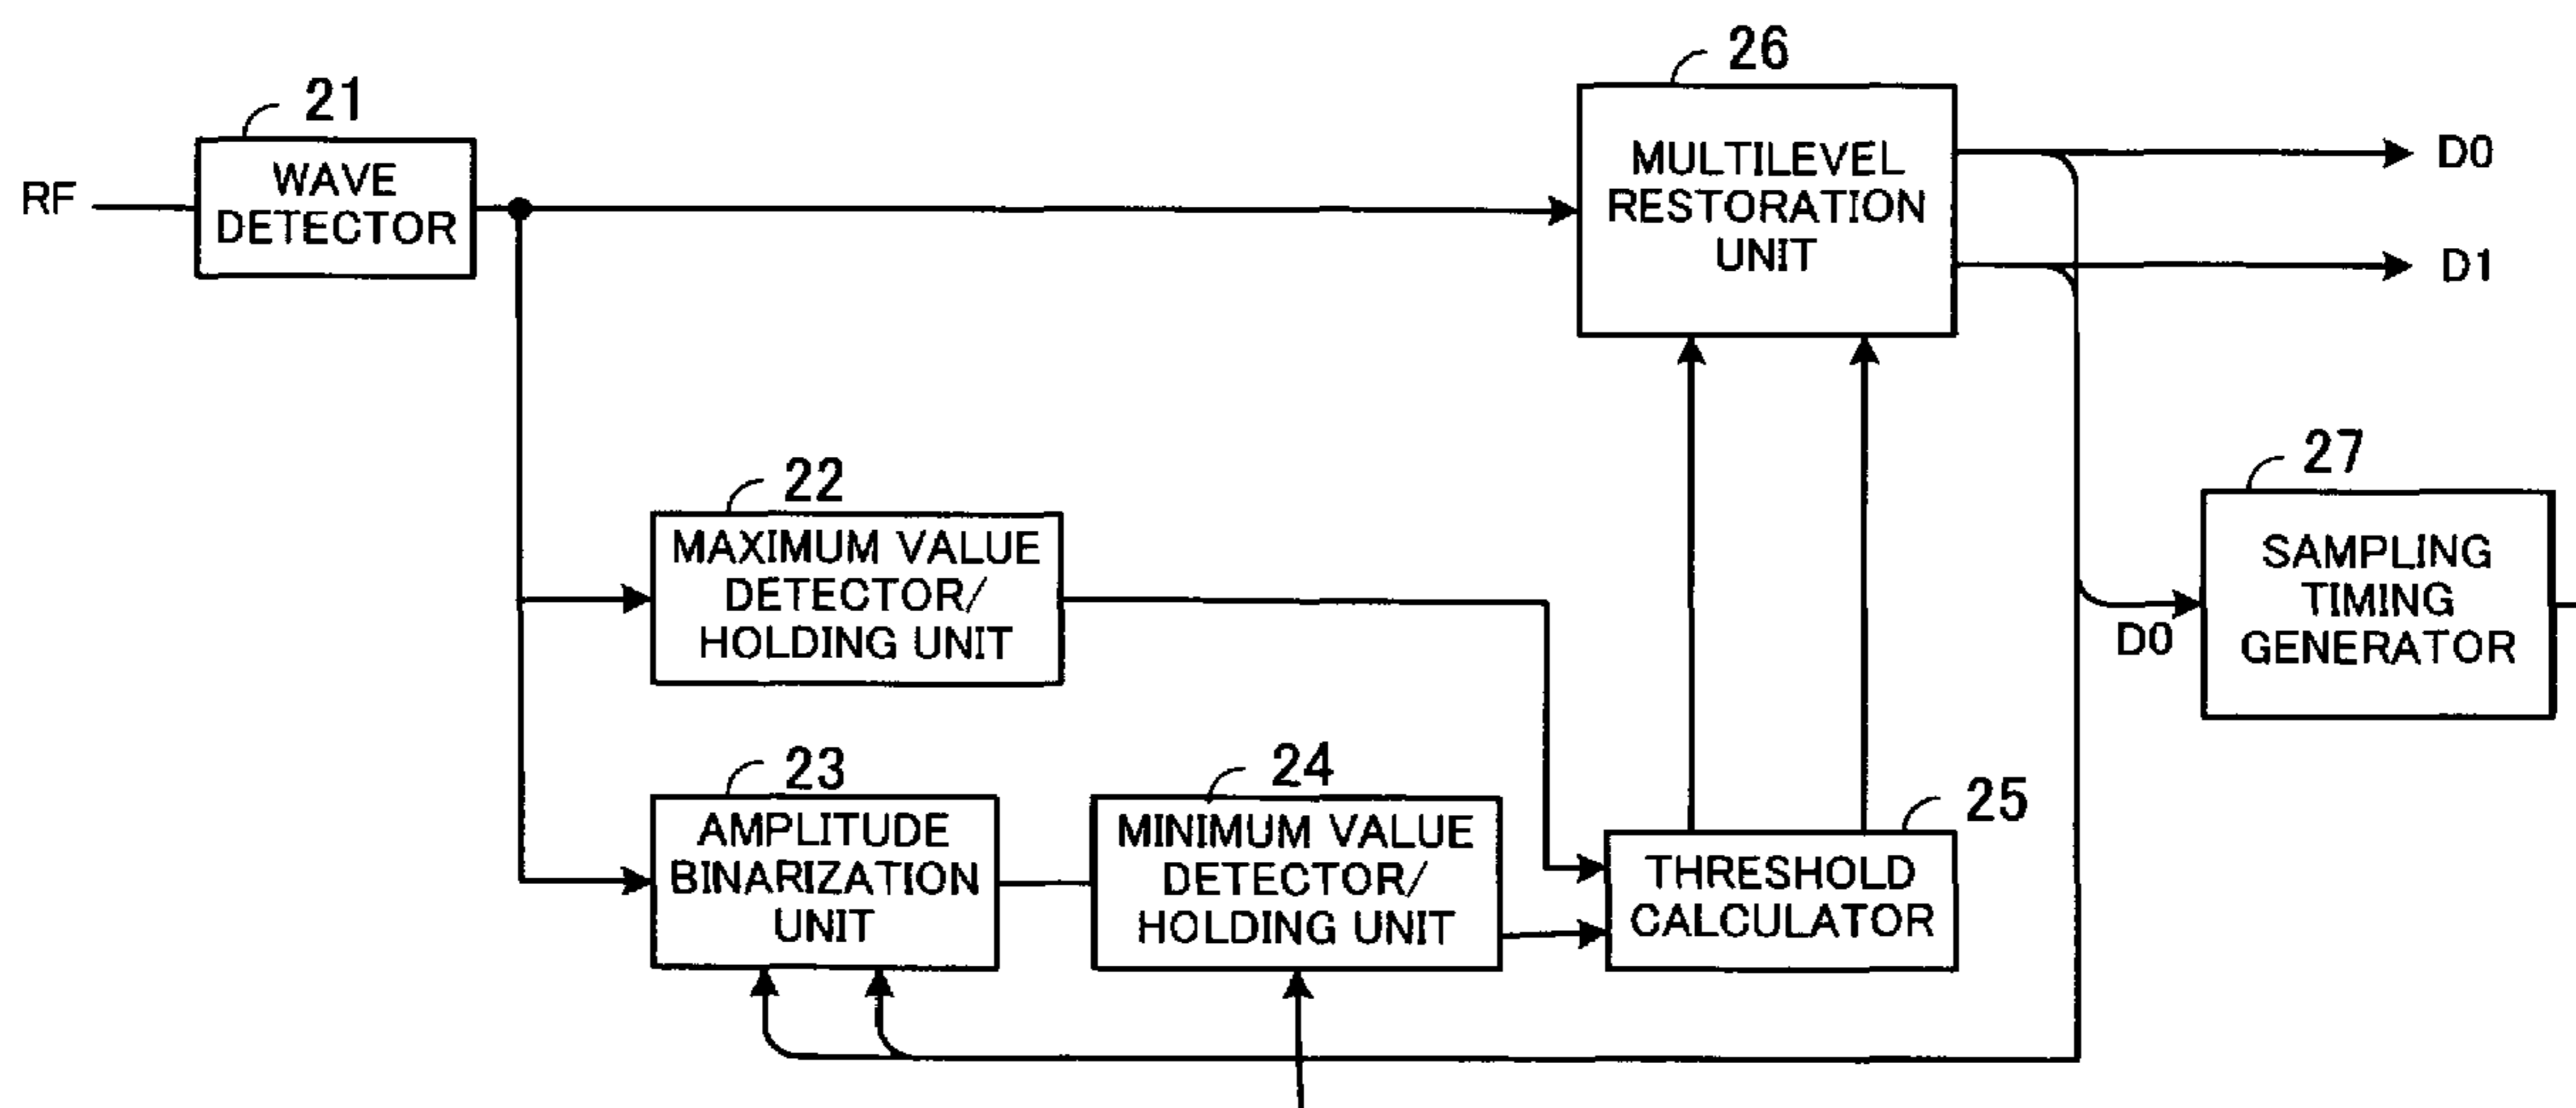 26
21
MULTILEVEL
RESTORATION
UNIT
D0
WAVE
DETECTOR
RF
D1
27
22
SAMPLING
TIMING
GENERATOR
D0
MAXIMUM VALUE
DETECTOR/
HOLDING UNIT
23
24
25
AMPLITUDE
BINARIZATION
UNIT
MINIMUM VALUE
DETECTOR/
HOLDING UNIT
THRESHOLD
CALCULATOR